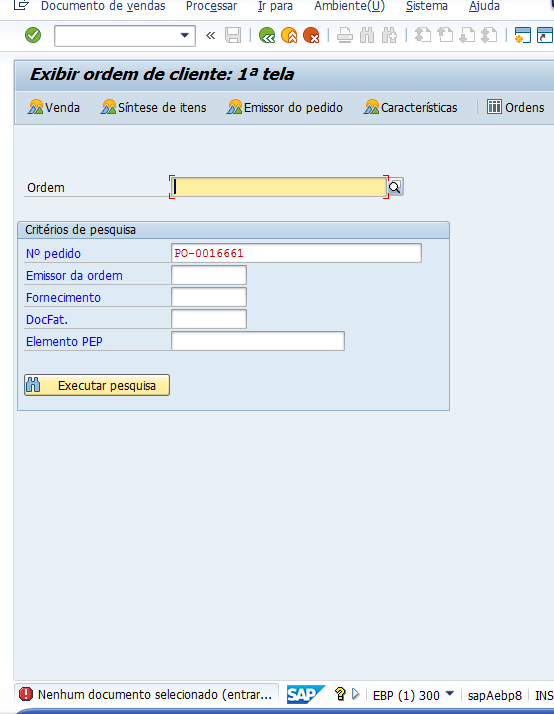 Documento de vendas Processar Ir para Ambiente(U) Sistema Ajuda
Exibir ordem de cliente: 1ª tela
Venda Síntese de itens Emissor do pedido Características Ordens
Ordem
Critérios de pesquisa
Nº pedido PO-0016661
Emissor da ordem
Fornecimento
DocFat.
Elemento PEP
Executar pesquisa
Nenhum documento selecionado (entrar... SAP EBP (1) 300 sapAebp8 INS